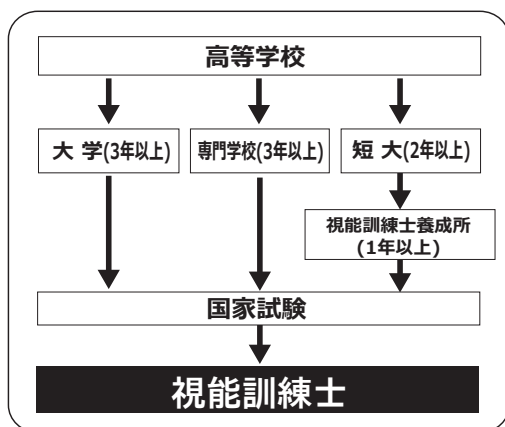 高等学校
大 学(3年以上)
専門学校(3年以上)
短 大(2年以上)
視能訓練士養成所
(1年以上)
国家試験
視能訓練士